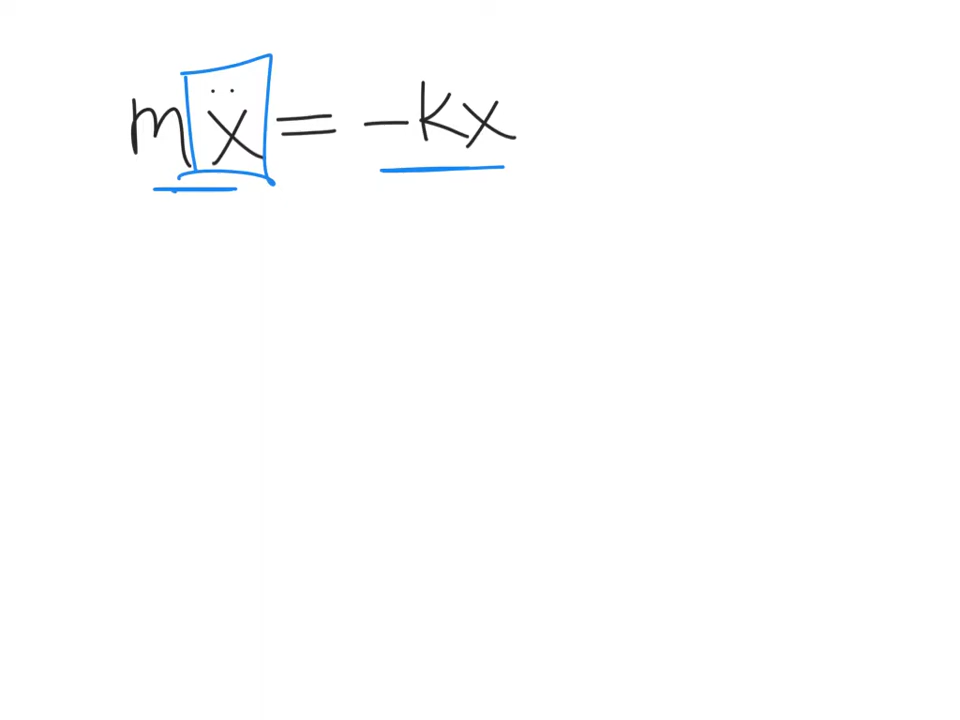 mẍ = -kx